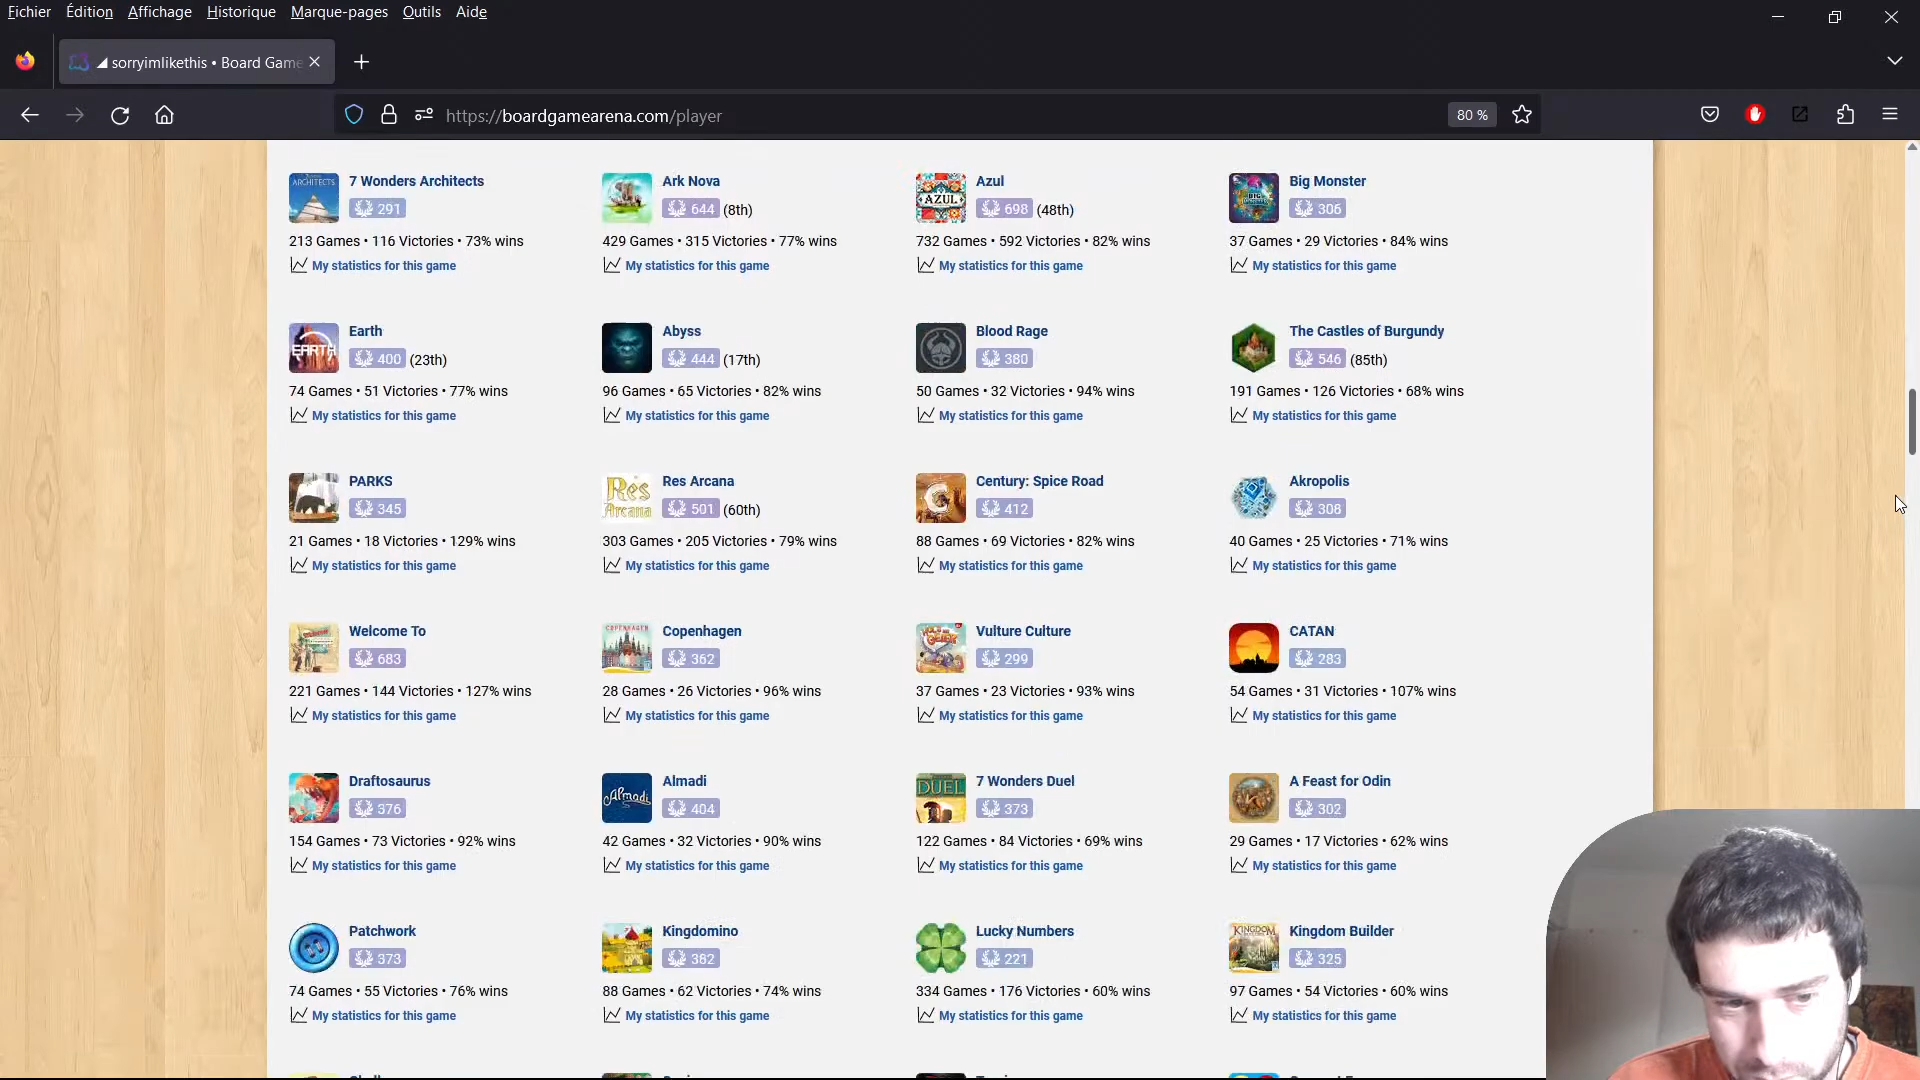 Fichier Édition Affichage Historique Marque-pages Outils Aide
sorryimlikethis • Board Game
https://boardgamearena.com/player 80 %
7 Wonders Architects
291
213 Games • 116 Victories • 73% wins
My statistics for this game
Ark Nova
644 (8th)
429 Games • 315 Victories • 77% wins
My statistics for this game
Azul
698 (48th)
732 Games • 592 Victories • 82% wins
My statistics for this game
Big Monster
306
37 Games • 29 Victories • 84% wins
My statistics for this game
Earth
400 (23th)
74 Games • 51 Victories • 77% wins
My statistics for this game
Abyss
444 (17th)
96 Games • 65 Victories • 82% wins
My statistics for this game
Blood Rage
380
50 Games • 32 Victories • 94% wins
My statistics for this game
The Castles of Burgundy
546 (85th)
191 Games • 126 Victories • 68% wins
My statistics for this game
PARKS
345
21 Games • 18 Victories • 129% wins
My statistics for this game
Res Arcana
501 (60th)
303 Games • 205 Victories • 79% wins
My statistics for this game
Century: Spice Road
412
88 Games • 69 Victories • 82% wins
My statistics for this game
Akropolis
308
40 Games • 25 Victories • 71% wins
My statistics for this game
Welcome To
683
221 Games • 144 Victories • 127% wins
My statistics for this game
Copenhagen
362
28 Games • 26 Victories • 96% wins
My statistics for this game
Vulture Culture
299
37 Games • 23 Victories • 93% wins
My statistics for this game
CATAN
283
54 Games • 31 Victories • 107% wins
My statistics for this game
Draftosaurus
376
154 Games • 73 Victories • 92% wins
My statistics for this game
Almadi
404
42 Games • 32 Victories • 90% wins
My statistics for this game
7 Wonders Duel
373
122 Games • 84 Victories • 69% wins
My statistics for this game
A Feast for Odin
302
29 Games • 17 Victories • 62% wins
My statistics for this game
Patchwork
373
74 Games • 55 Victories • 76% wins
My statistics for this game
Kingdomino
382
88 Games • 62 Victories • 74% wins
My statistics for this game
Lucky Numbers
221
334 Games • 176 Victories • 60% wins
My statistics for this game
Kingdom Builder
325
97 Games • 54 Victories • 60% wins
My statistics for this game